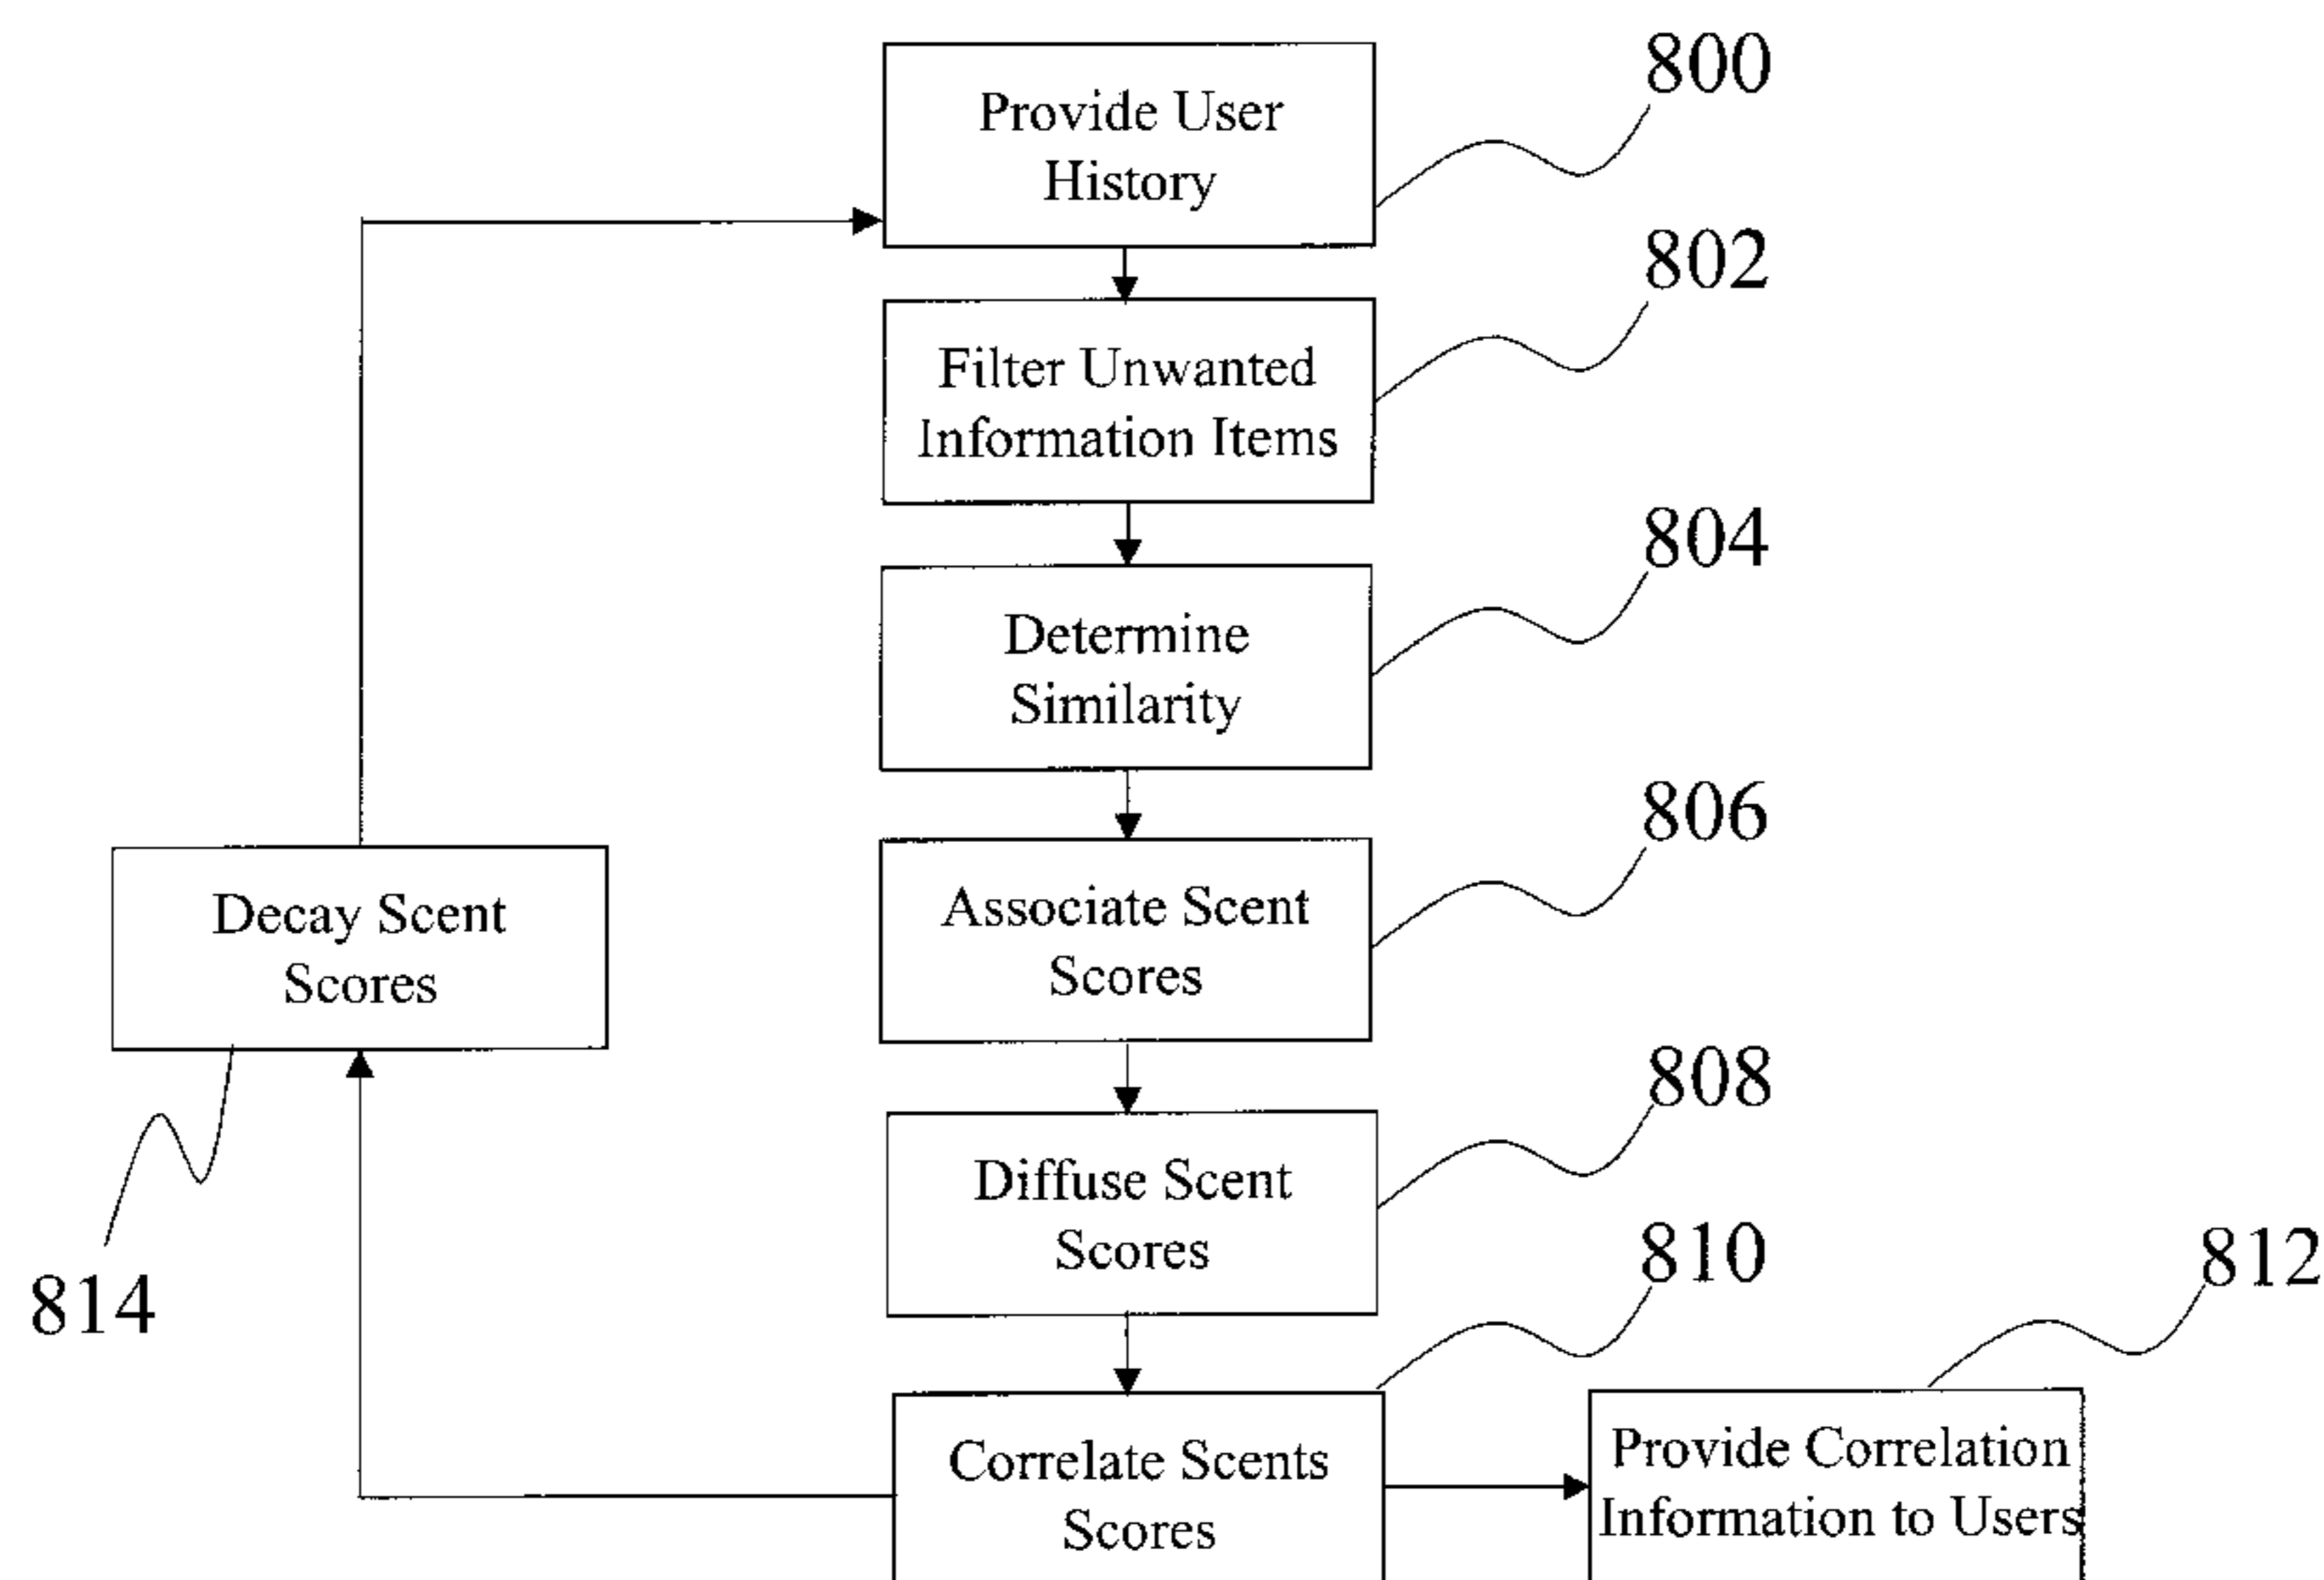 Provide User
History
800
Filter Unwanted
Information Items
802
Determine
Similarity
804
Associate Scent
Scores
806
Decay Scent
Scores
814
Diffuse Scent
Scores
808
Correlate Scents
Scores
810
Provide Correlation
Information to Users
812